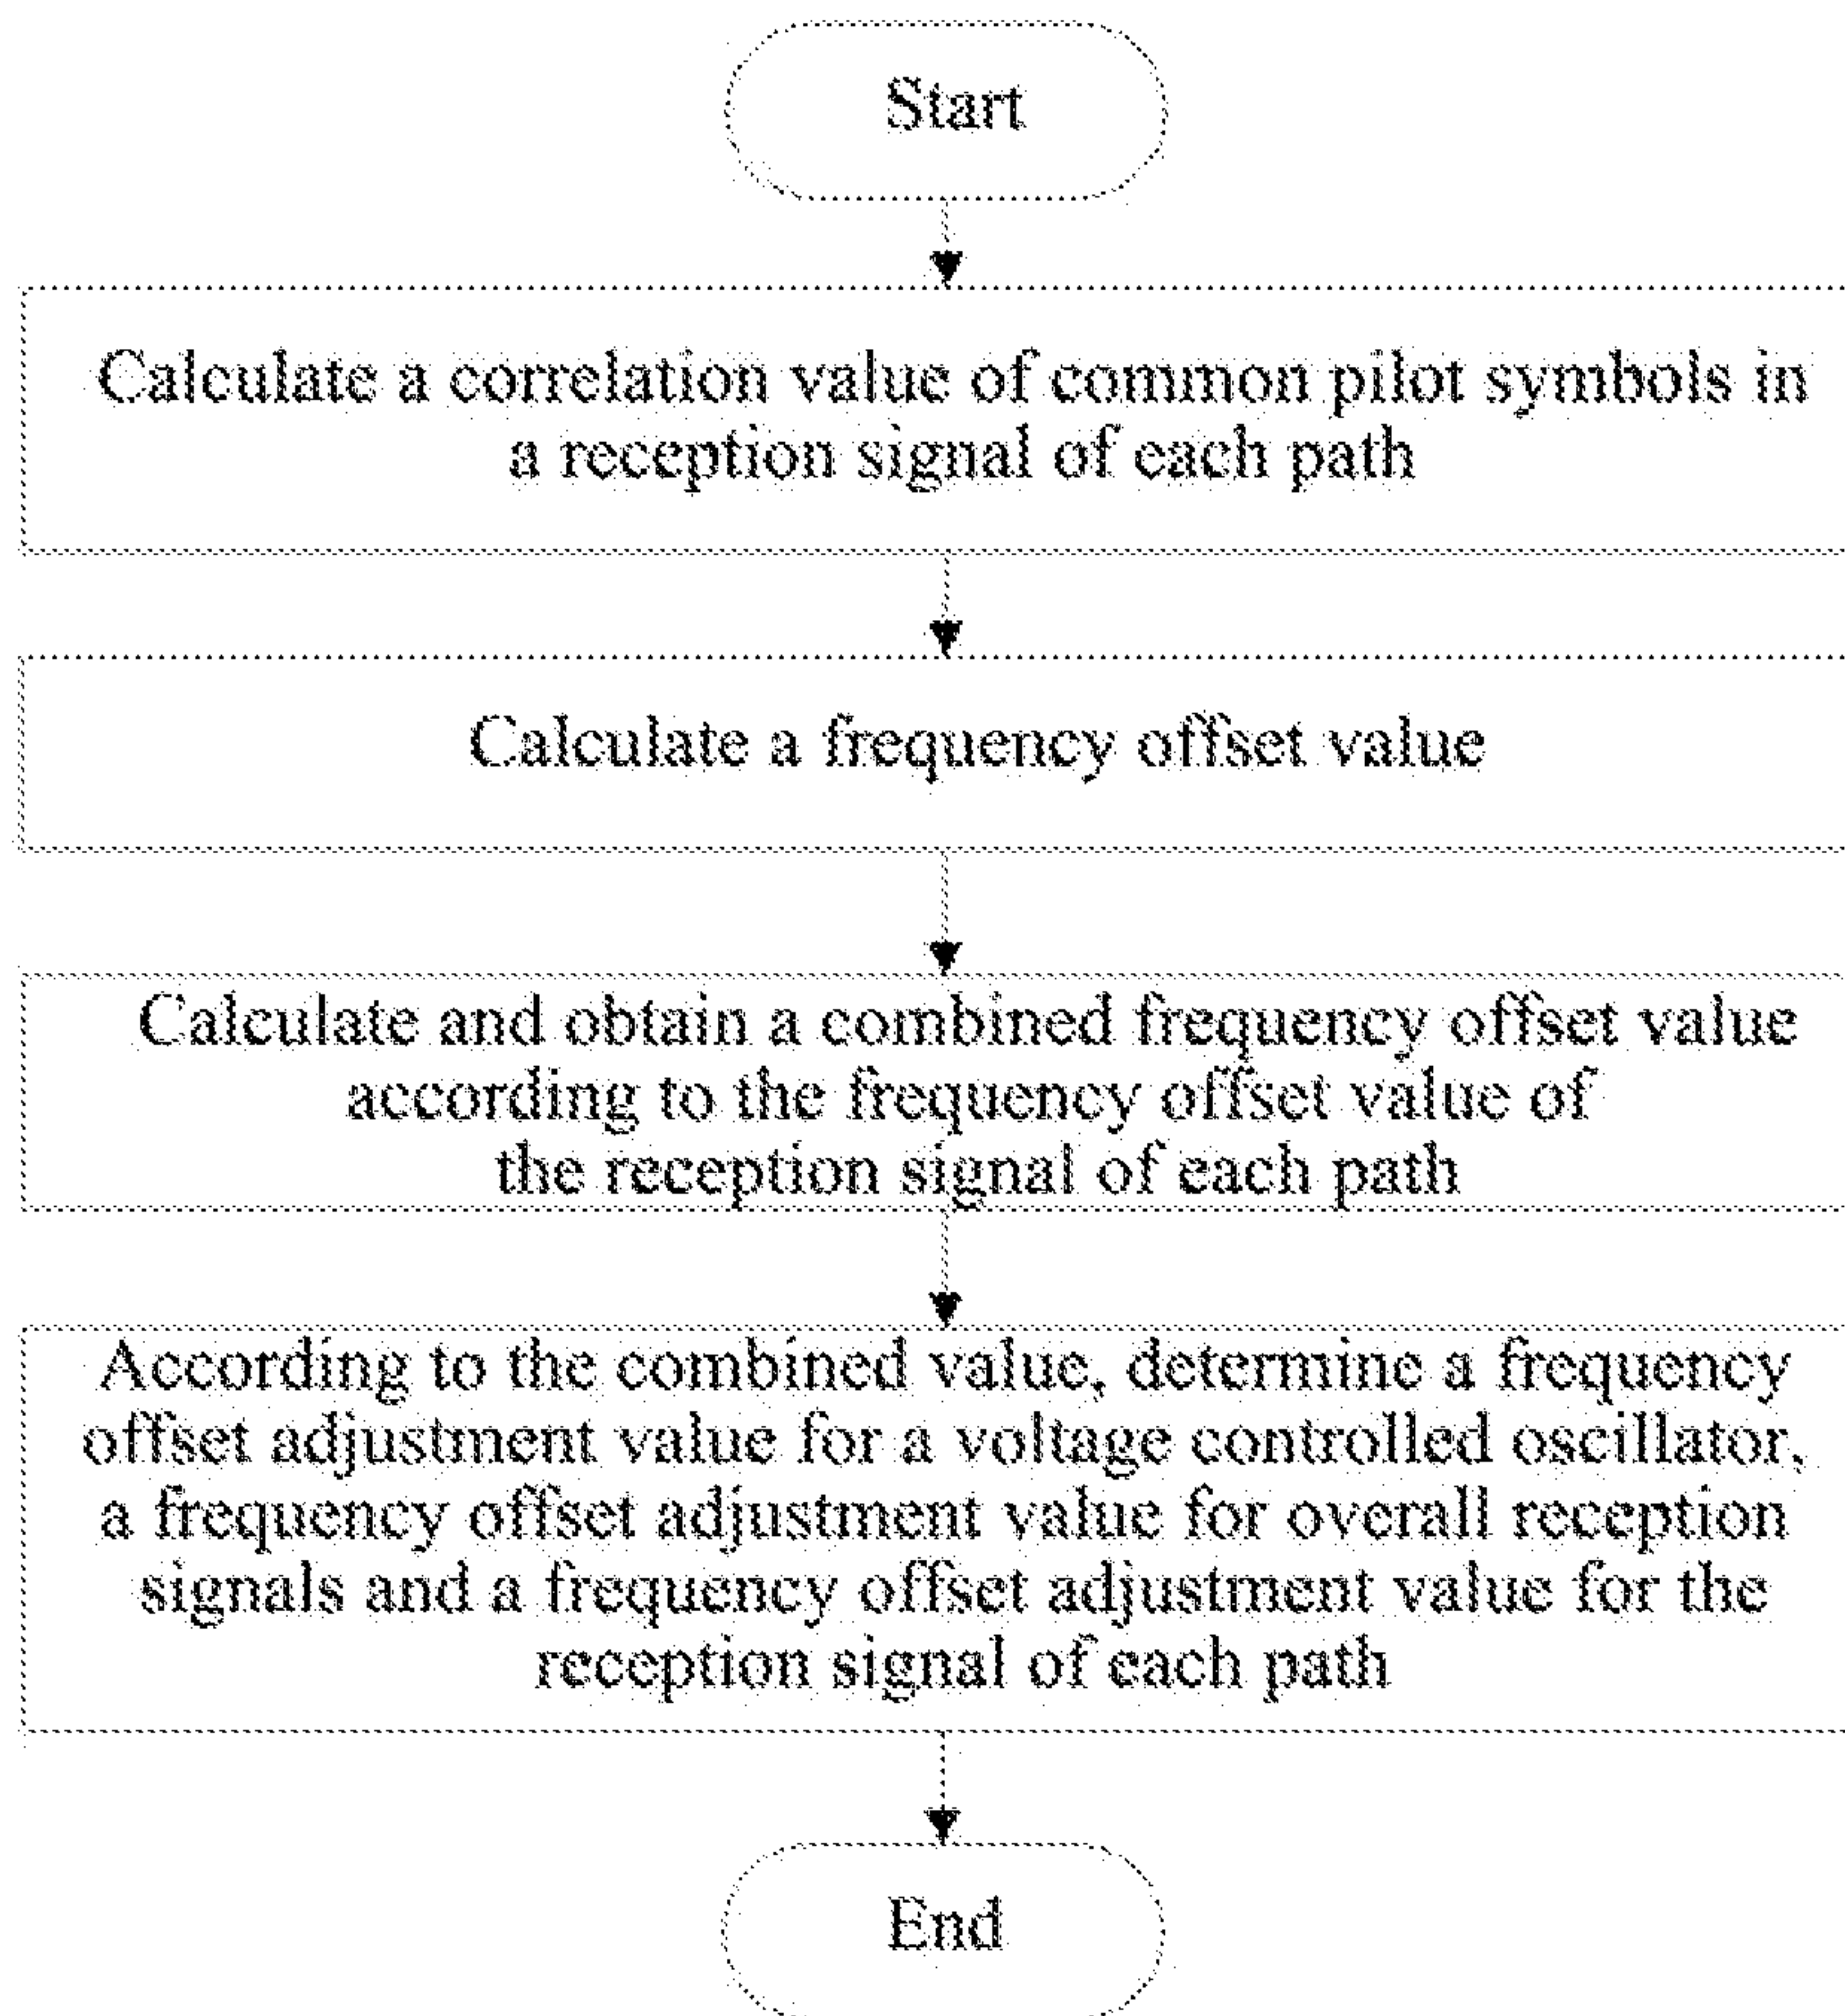 Start
Calculate a correlation value of common pilot symbols in
a reception signal of each path
Calculate a frequency offset value
Calculate and obtain a combined frequency offset value
according to the frequency offset value of
the reception signal of each path
According to the combined value, determine a frequency
offset adjustment value for a voltage controlled oscillator,
a frequency offset adjustment value for overall reception
signals and a frequency offset adjustment value for the
reception signal of each path
End